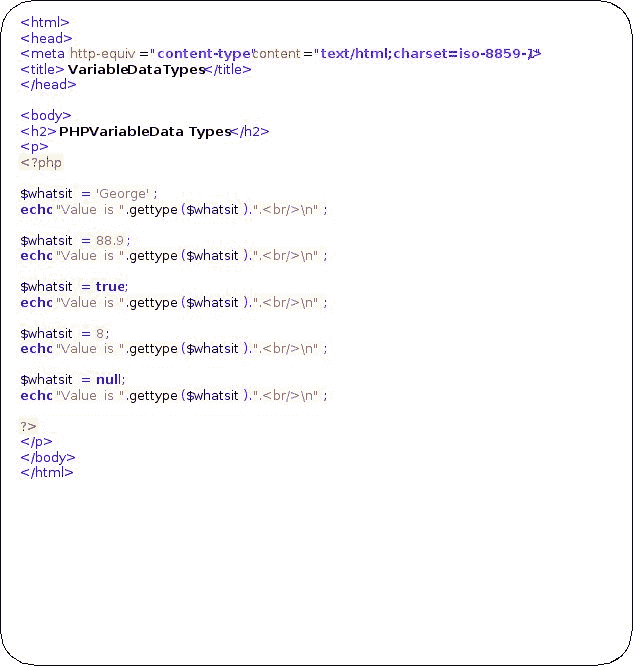 <html>
<head>
<meta http-equiv="content-type" content="text/html;charset=iso-8859-1">
<title>VariableDataTypes</title>
</head>
<body>
<h2>PHPVariableData Types</h2>
<p>
<?php
$whatsit = 'George' ;
echo "Value is ".gettype ($whatsit ).".<br/>\n" ;
$whatsit = 88.9;
echo "Value is ".gettype ($whatsit ).".<br/>\n" ;
$whatsit = true;
echo "Value is ".gettype ($whatsit ).".<br/>\n" ;
$whatsit = 8;
echo "Value is ".gettype ($whatsit ).".<br/>\n" ;
$whatsit = null;
echo "Value is ".gettype ($whatsit ).".<br/>\n" ;
?>
</p>
</body>
</html>